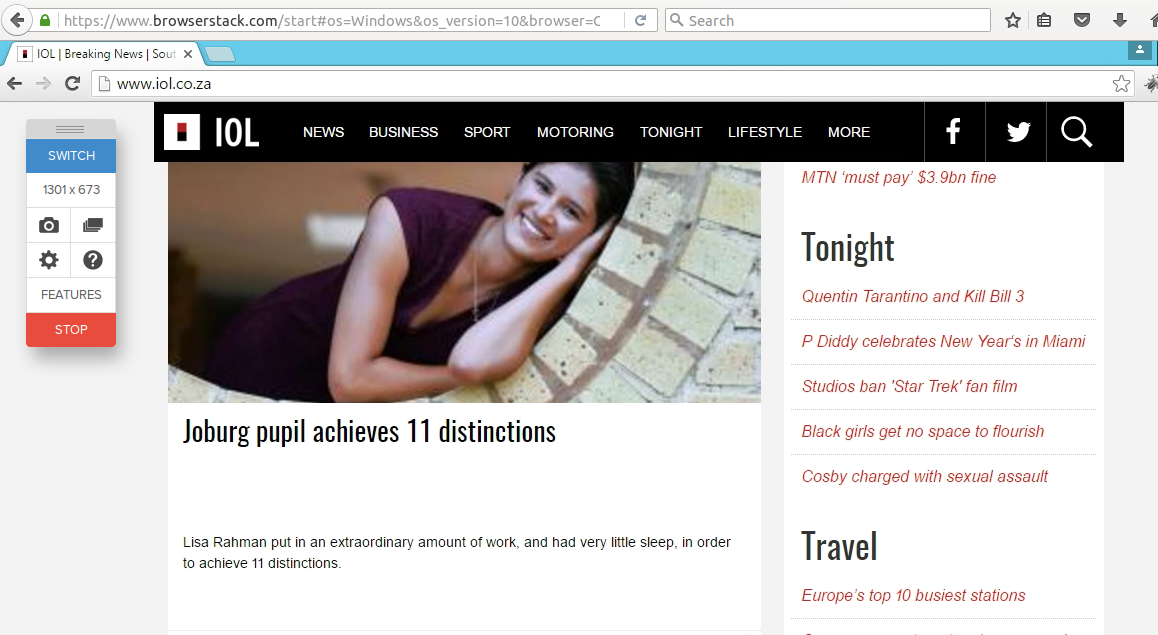 https://www.browserstack.com/start#os=Windows&os_version=10&browser=C
Search
IOL | Breaking News | Sout
www.iol.co.za
SWITCH
1301 x 673
FEATURES
STOP
IOL
NEWS BUSINESS SPORT MOTORING TONIGHT LIFESTYLE MORE
Joburg pupil achieves 11 distinctions
Lisa Rahman put in an extraordinary amount of work, and had very little sleep, in order
to achieve 11 distinctions.
MTN ‘must pay’ $3.9bn fine
Tonight
Quentin Tarantino and Kill Bill 3
P Diddy celebrates New Year‘s in Miami
Studios ban 'Star Trek' fan film
Black girls get no space to flourish
Cosby charged with sexual assault
Travel
Europe’s top 10 busiest stations